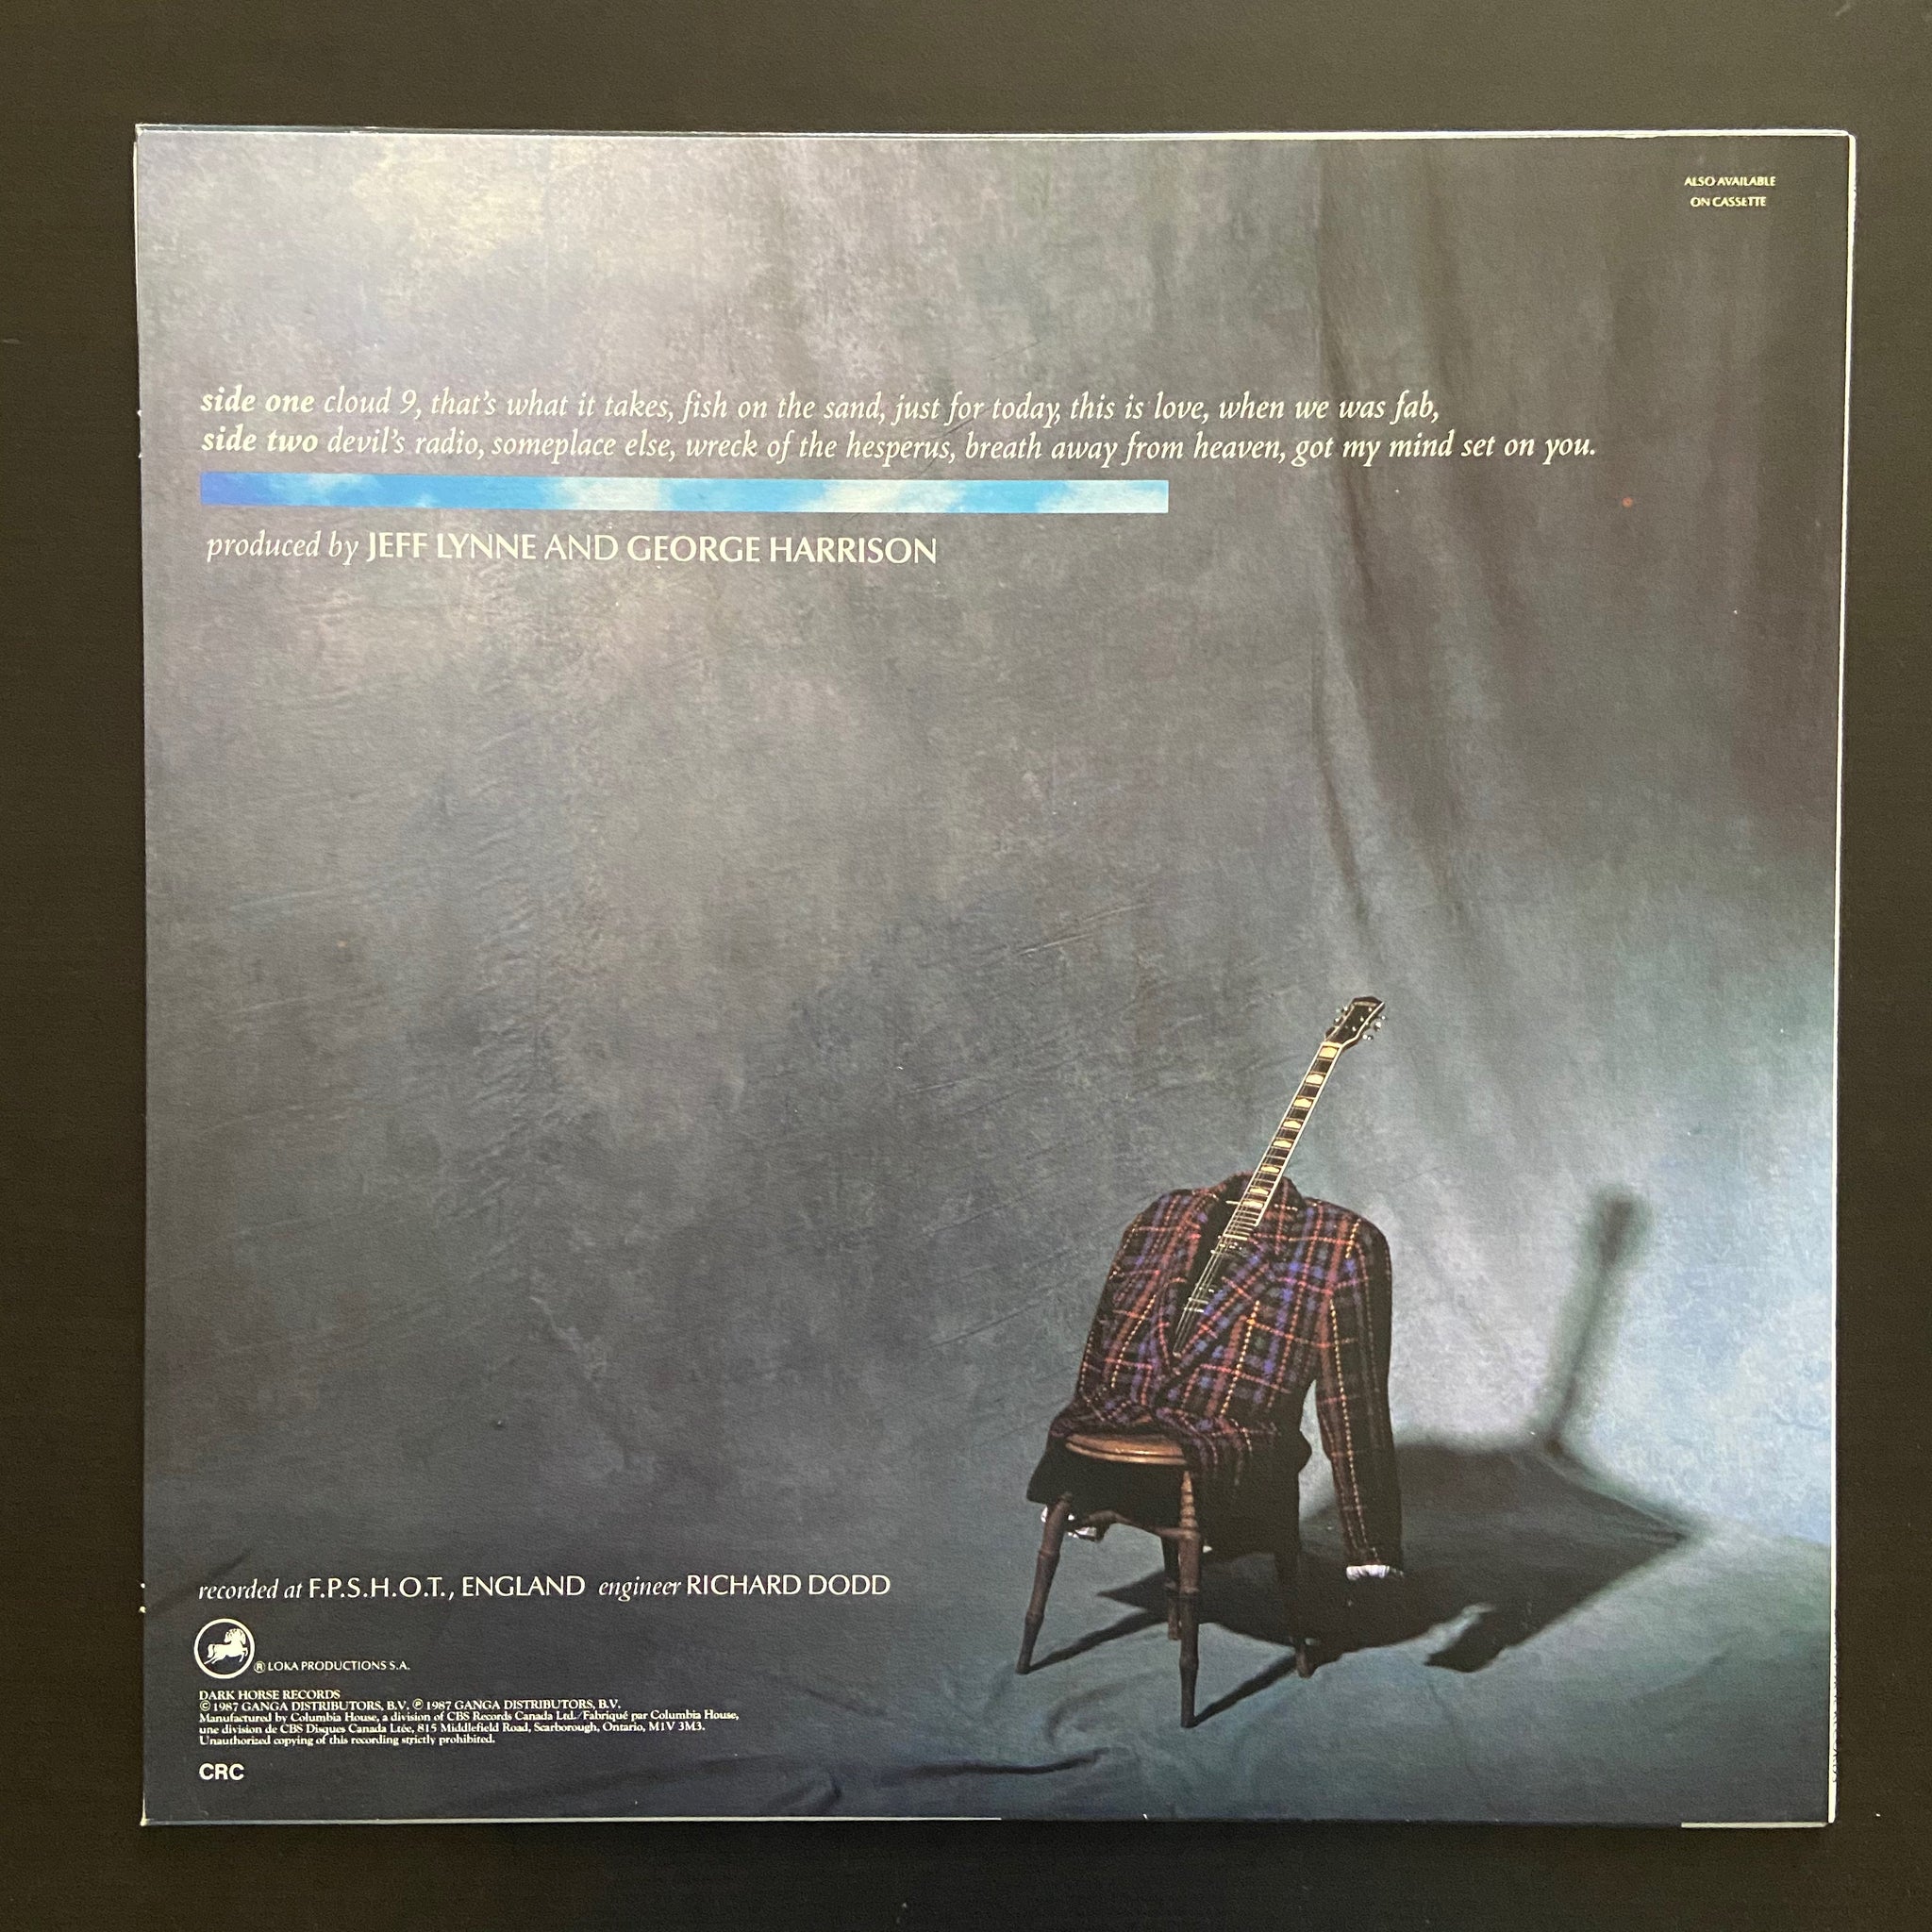 ALSO AVAILABLE
ON CASSETTE
side one cloud 9, that's what it takes, fish on the sand, just for today, this is love, when we was fab,
side two devil's radio, someplace else, wreck of the hesperus, breath away from heaven, got my mind set on you.
produced by JEFF LYNNE AND GEORGE HARRISON
recorded at F.P.S.H.O.T., ENGLAND engineer RICHARD DODD
® LOKA PRODUCTIONS S.A.
DARK HORSE RECORDS
© 1987 GANGA DISTRIBUTORS, B.V. ℗ 1987 GANGA DISTRIBUTORS, B.V.
Manufactured by Columbia House, a division of CBS Records Canada Ltd./Fabriqué par Columbia House,
une division de CBS Disques Canada Ltée, 815 Middlefield Road, Scarborough, Ontario, M1V 3M3.
Unauthorized copying of this recording strictly prohibited.
CRC